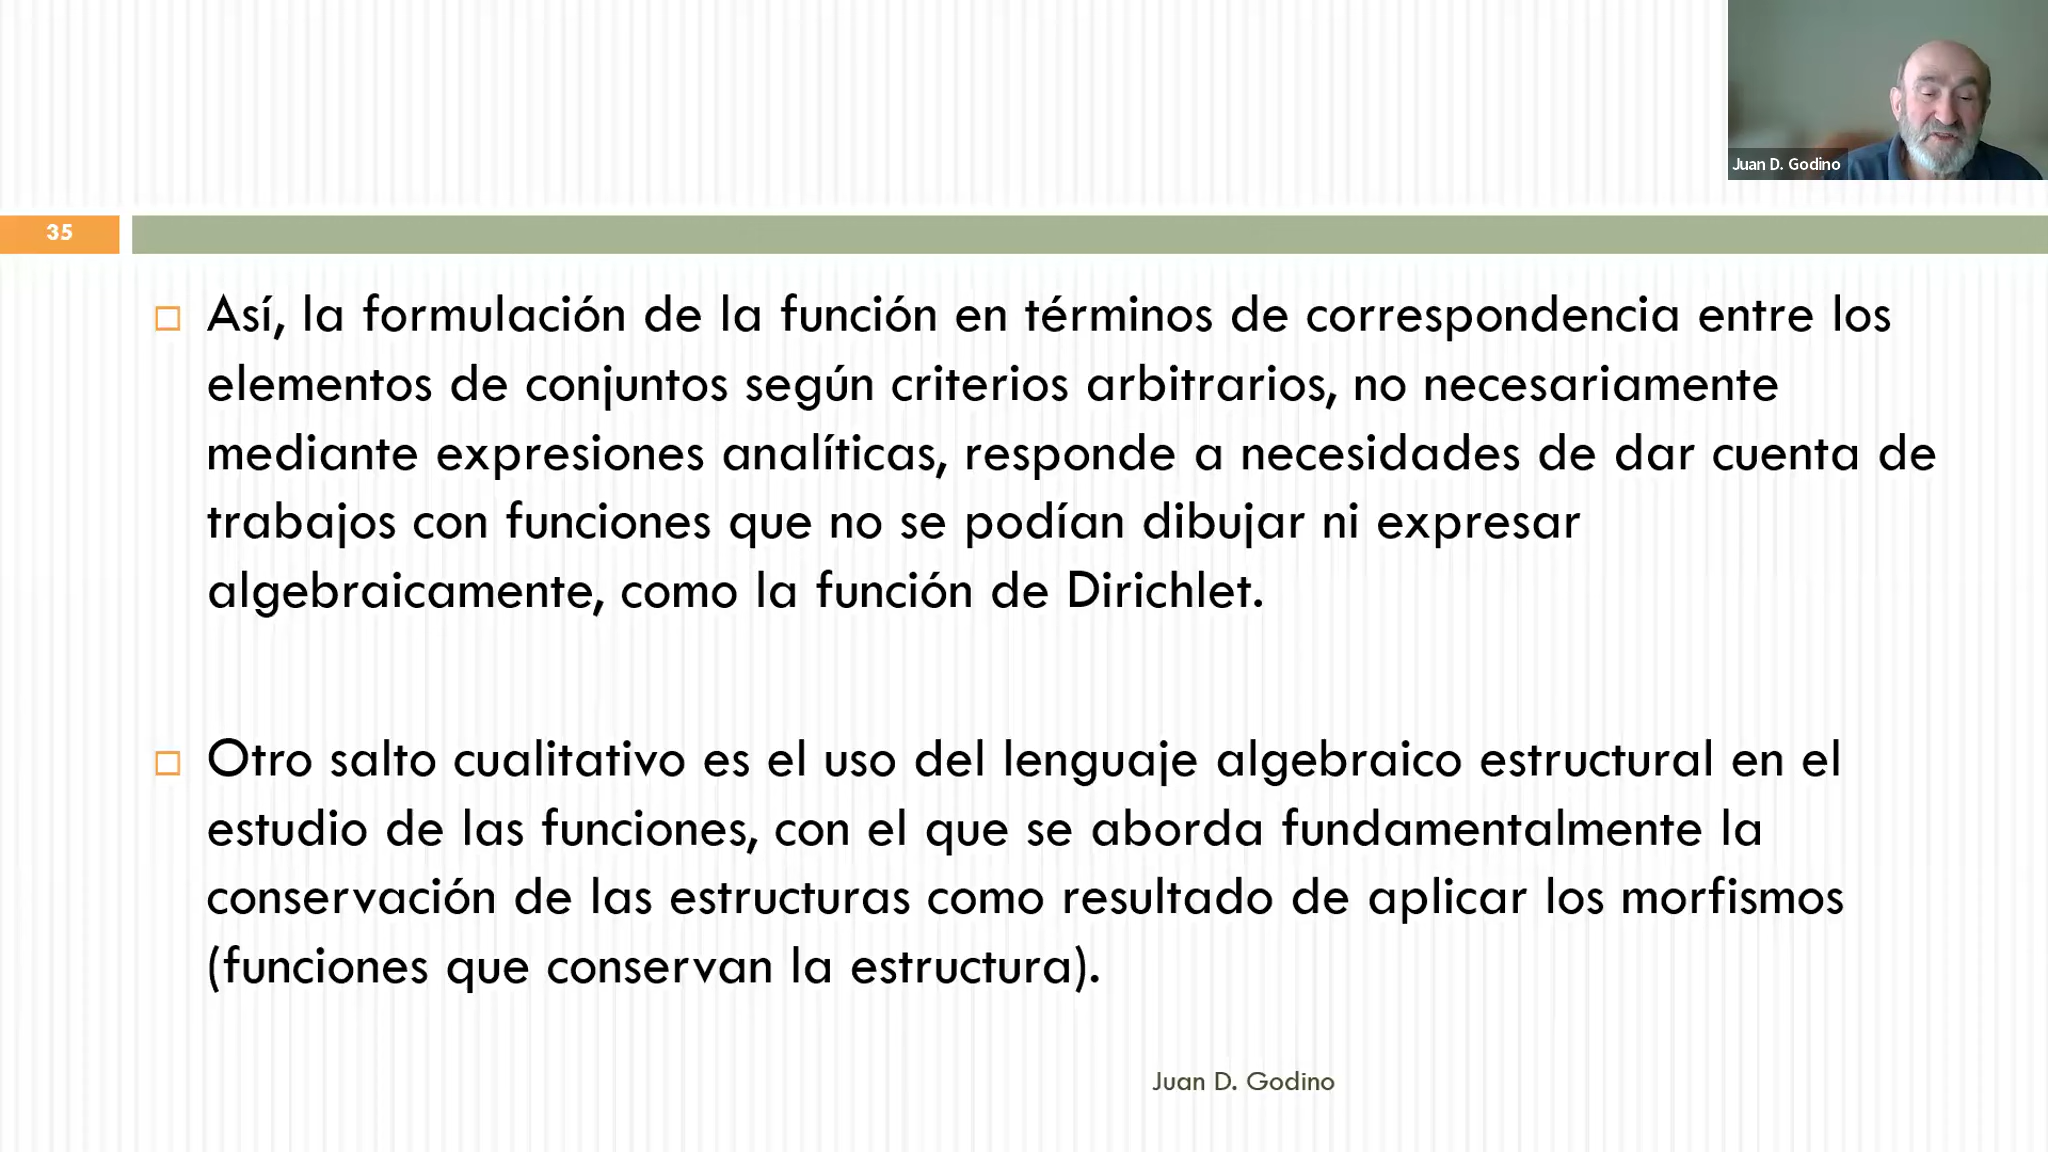 Juan D. Godino
35
Así, la formulación de la función en términos de correspondencia entre los
elementos de conjuntos según criterios arbitrarios, no necesariamente
mediante expresiones analíticas, responde a necesidades de dar cuenta de
trabajos con funciones que no se podían dibujar ni expresar
algebraicamente, como la función de Dirichlet.
Otro salto cualitativo es el uso del lenguaje algebraico estructural en el
estudio de las funciones, con el que se aborda fundamentalmente la
conservación de las estructuras como resultado de aplicar los morfismos
(funciones que conservan la estructura).
Juan D. Godino